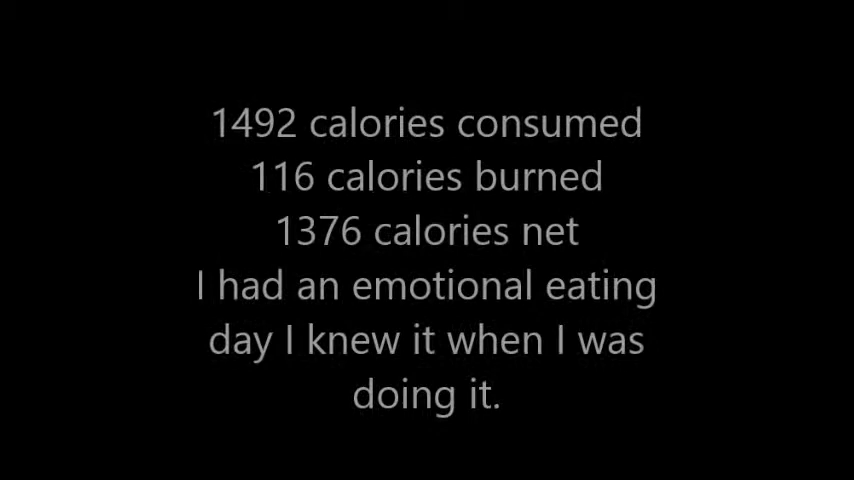 1492 calories consumed
116 calories burned
1376 calories net
I had an emotional eating
day I knew it when I was
doing it.